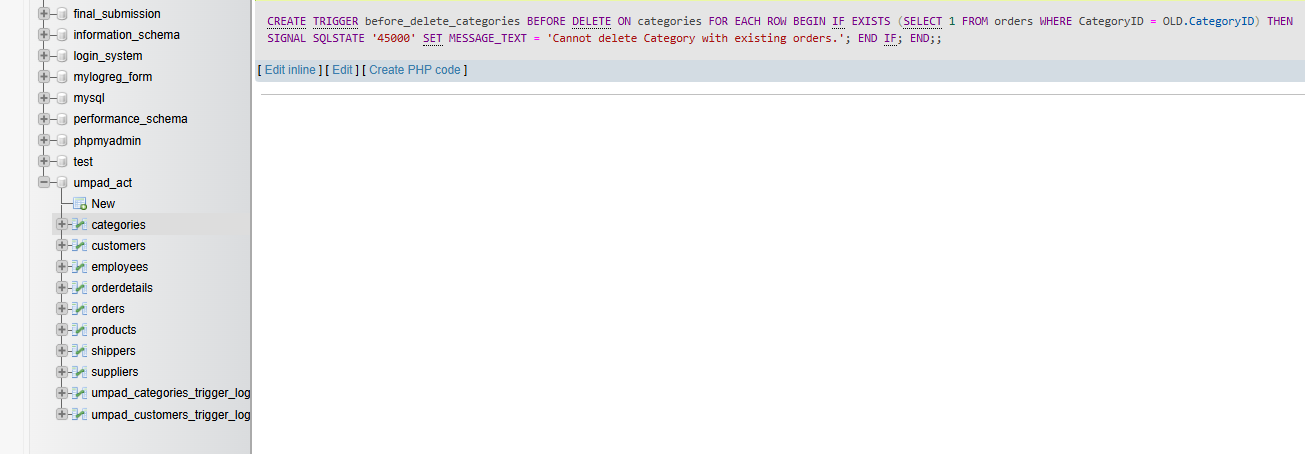 final_submission
information_schema
login_system
mylogreg_form
mysql
performance_schema
phpmyadmin
test
umpad_act
New
categories
customers
employees
orderdetails
orders
products
shippers
suppliers
umpad_categories_trigger_log
umpad_customers_trigger_log
CREATE TRIGGER before_delete_categories BEFORE DELETE ON categories FOR EACH ROW BEGIN IF EXISTS (SELECT 1 FROM orders WHERE CategoryID = OLD.CategoryID) THEN
SIGNAL SQLSTATE '45000' SET MESSAGE_TEXT = 'Cannot delete Category with existing orders.'; END IF; END;;
[ Edit inline ] [ Edit ] [ Create PHP code ]